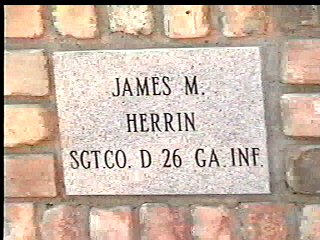 JAMES M.
HERRIN
SGT.CO. D 26 GA INF.